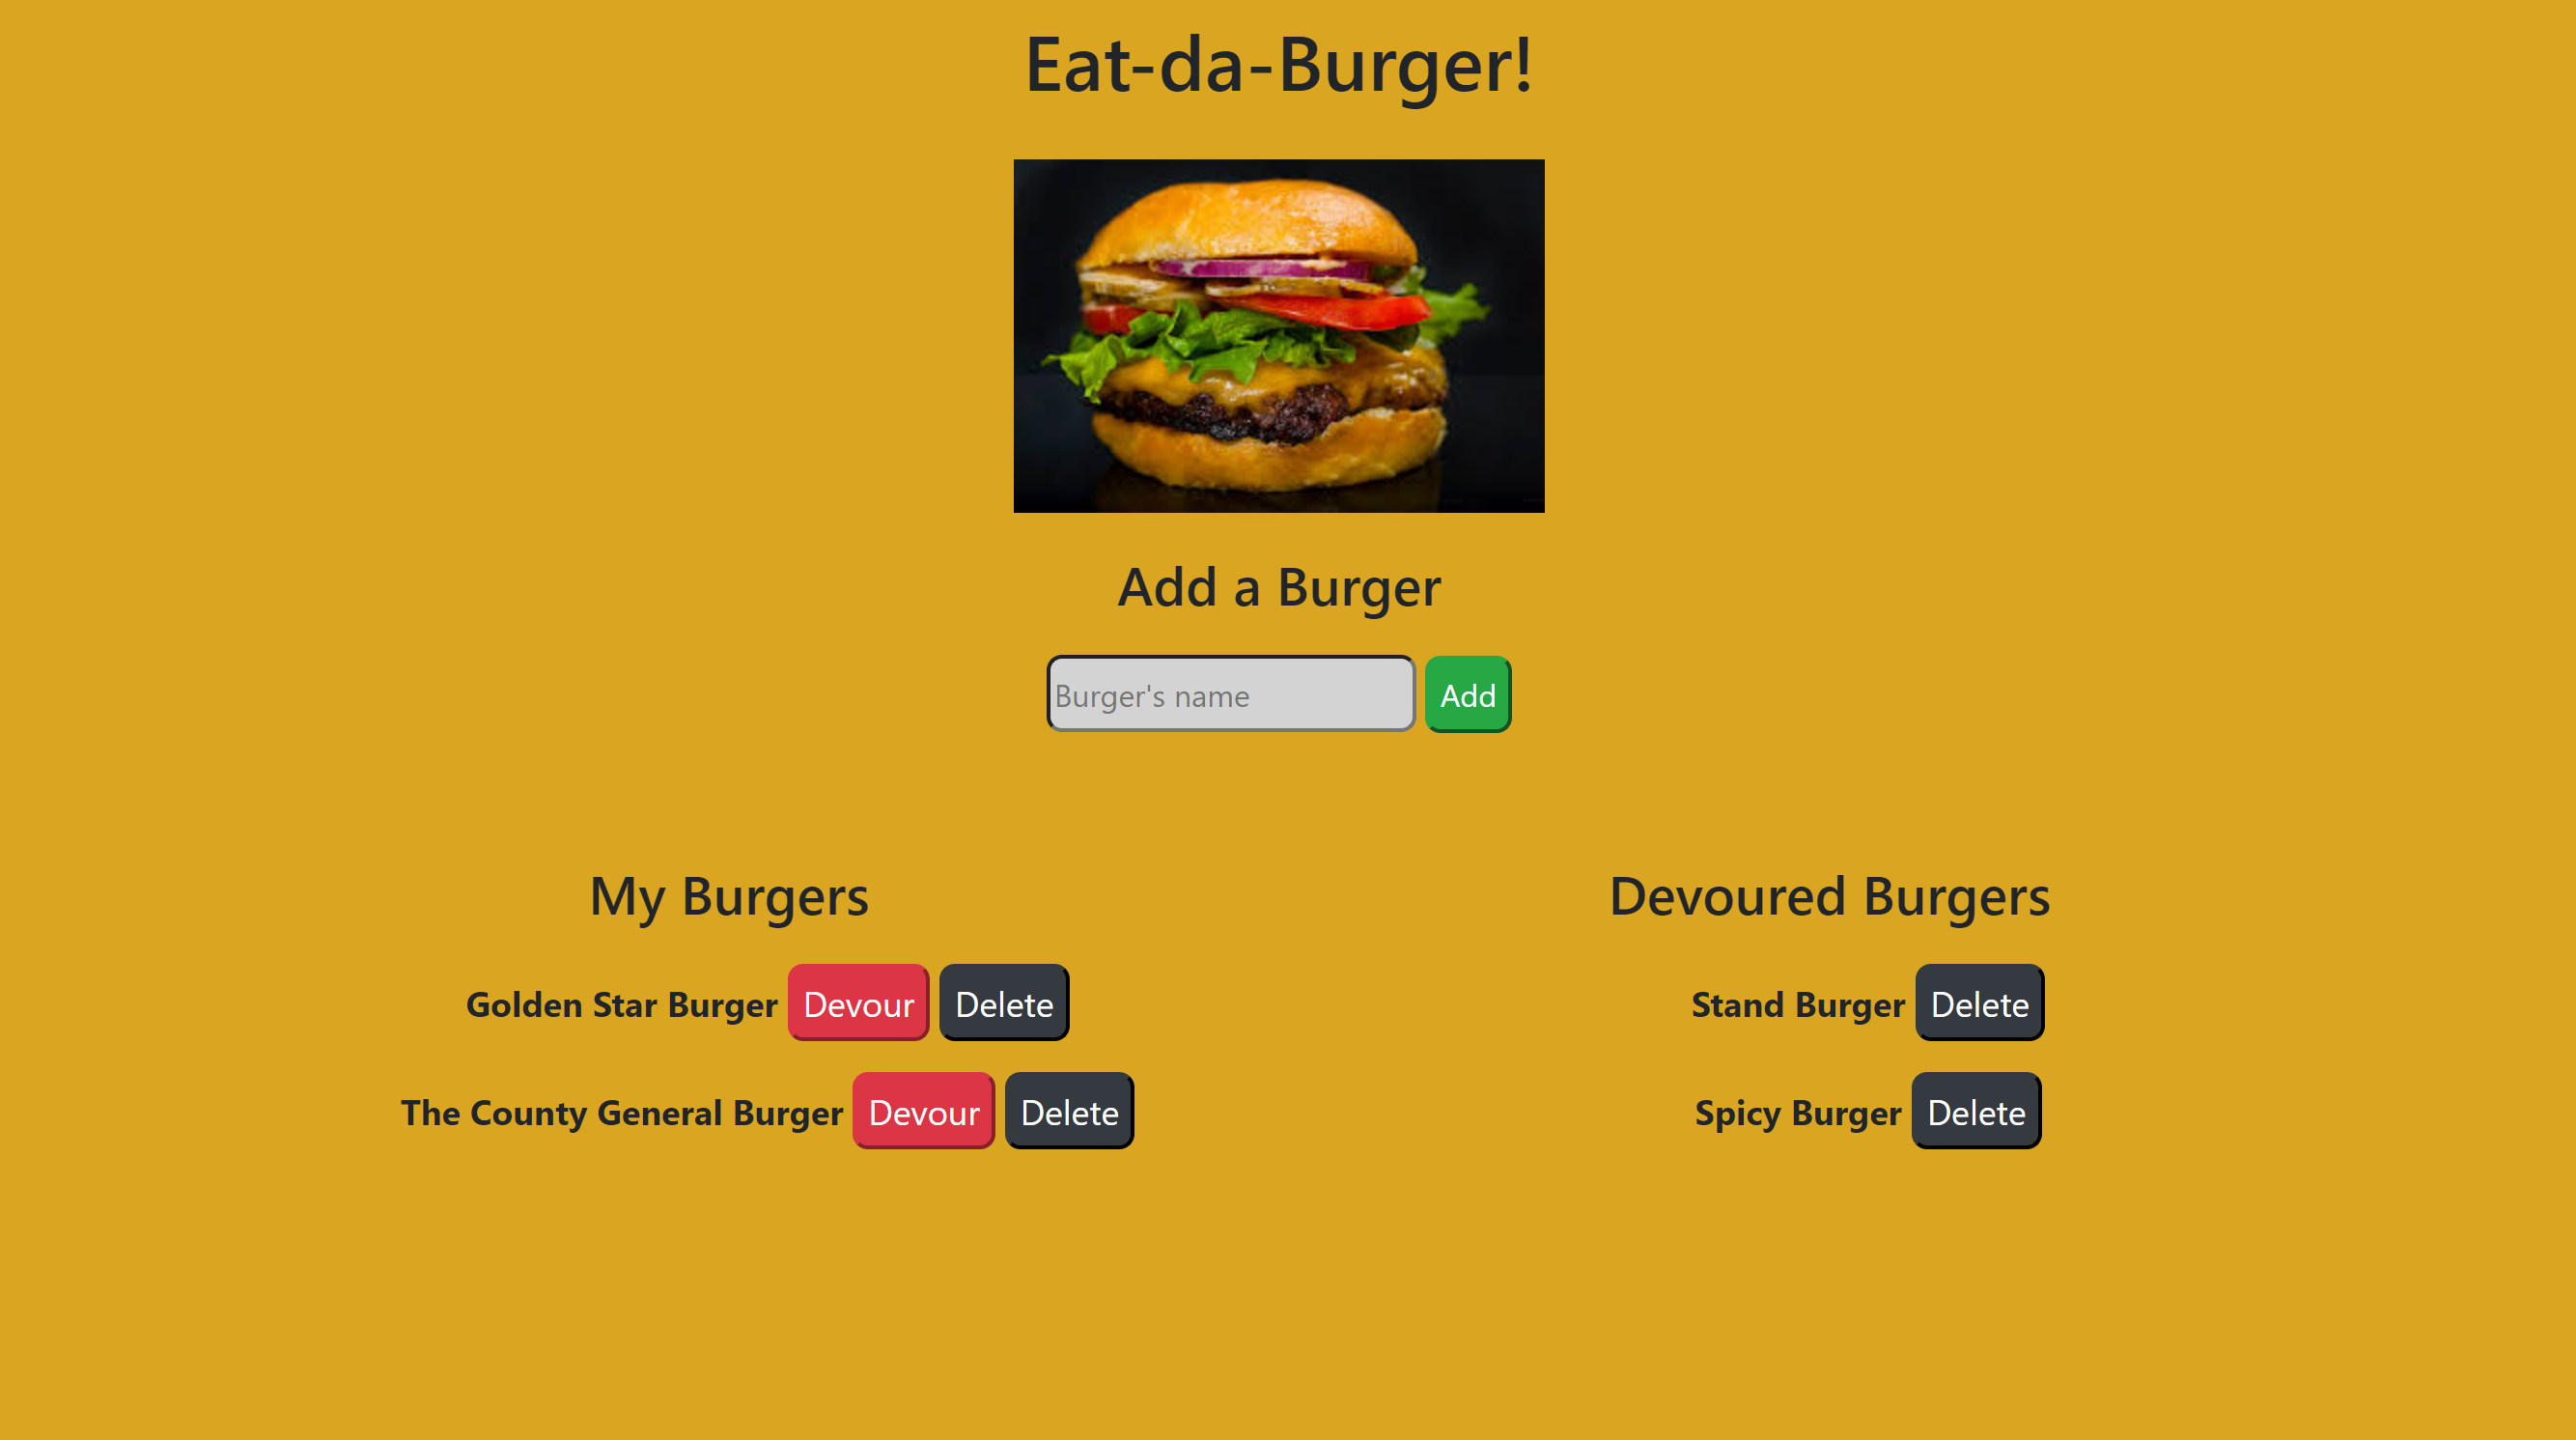 Eat-da-Burger!
Add a Burger
Burger's name Add
My Burgers
Golden Star Burger Devour Delete
The County General Burger Devour Delete
Devoured Burgers
Stand Burger Delete
Spicy Burger Delete